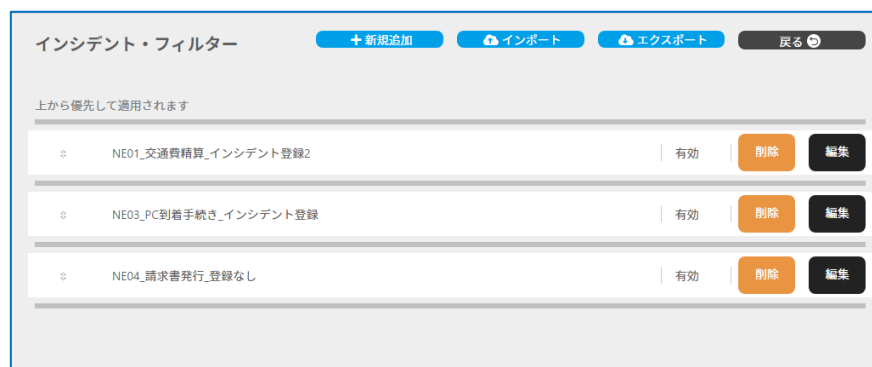 インシデント・フィルター
新規追加
インポート
エクスポート
戻る
上から優先して適用されます
NE01_交通費精算_インシデント登録2 有効 削除 編集
NE03_PC到着手続き_インシデント登録 有効 削除 編集
NE04_請求書発行_登録なし 有効 削除 編集